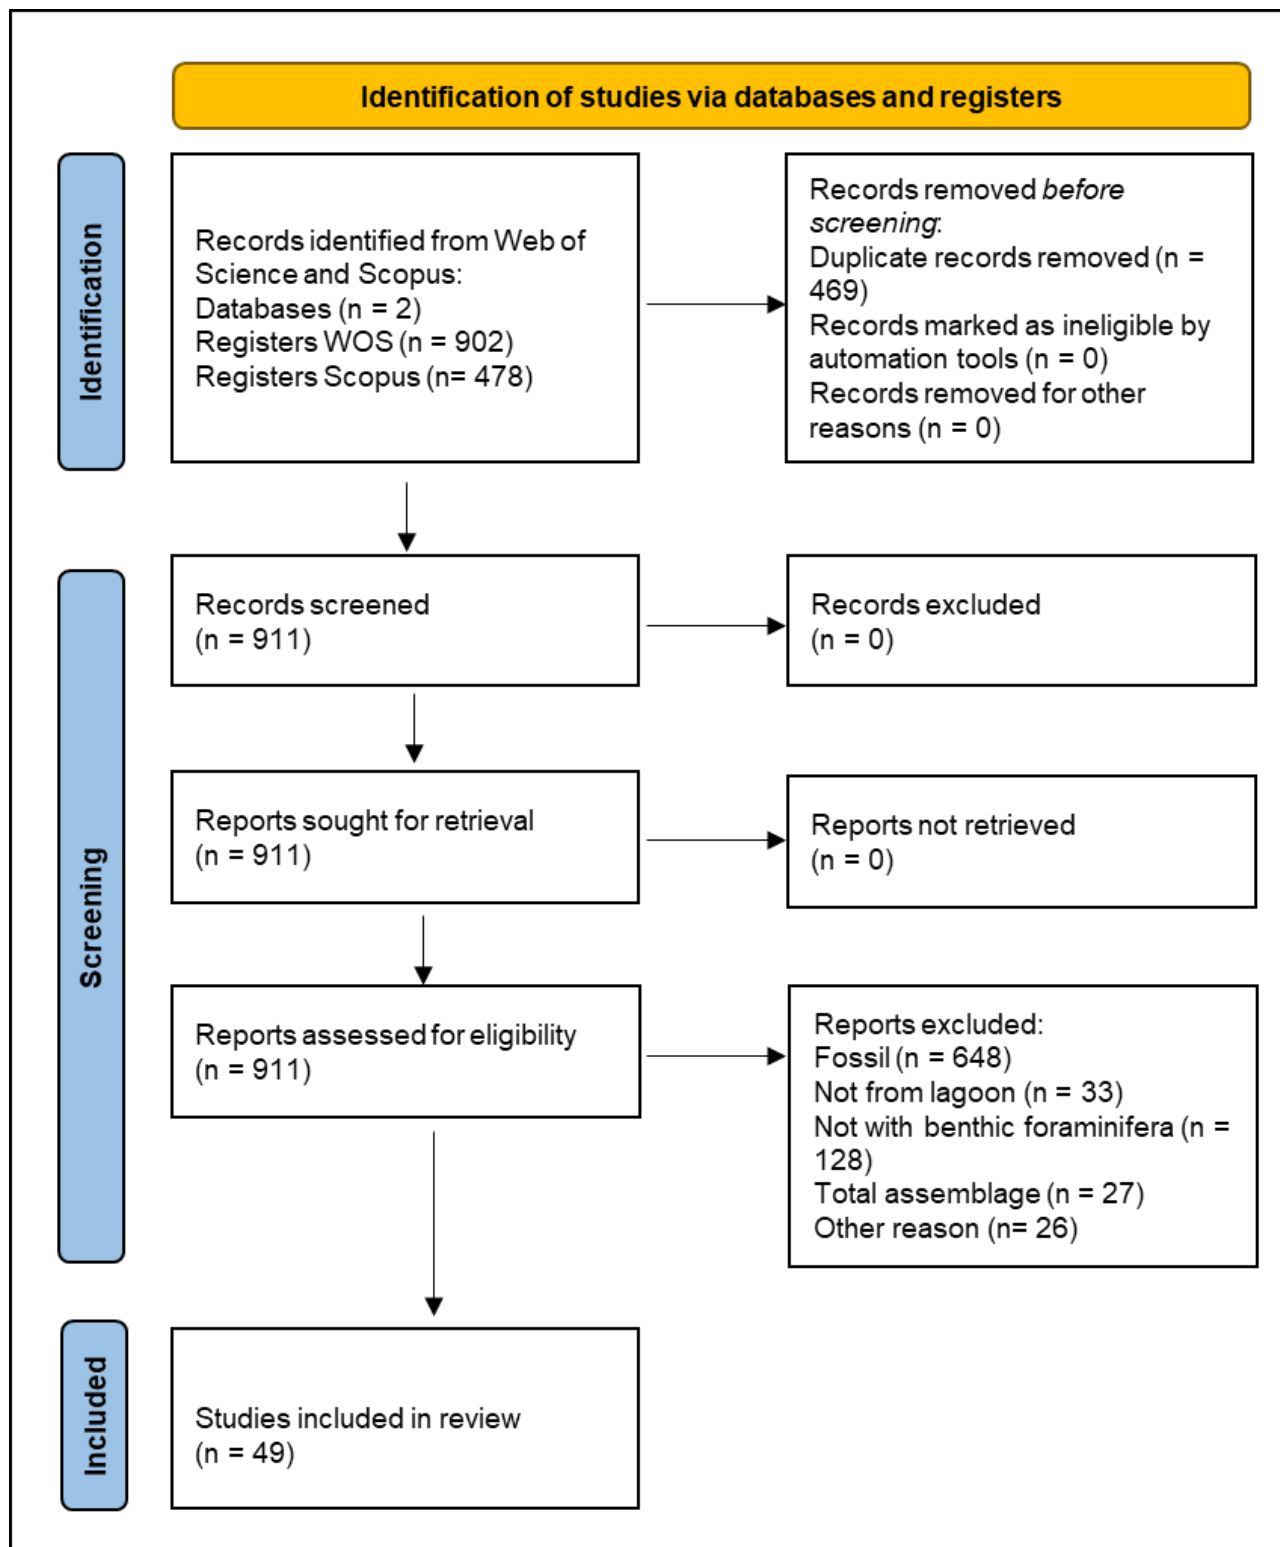 Identification of studies via databases and registers
Identification
Records identified from Web of
Science and Scopus:
Databases (n = 2)
Registers WOS (n = 902)
Registers Scopus (n= 478)
Records removed before
screening:
Duplicate records removed (n =
469)
Records marked as ineligible by
automation tools (n = 0)
Records removed for other
reasons (n = 0)
Screening
Records screened
(n = 911)
Records excluded
(n = 0)
Reports sought for retrieval
(n = 911)
Reports not retrieved
(n = 0)
Reports assessed for eligibility
(n = 911)
Reports excluded:
Fossil (n = 648)
Not from lagoon (n = 33)
Not with benthic foraminifera (n =
128)
Total assemblage (n = 27)
Other reason (n= 26)
Included
Studies included in review
(n = 49)